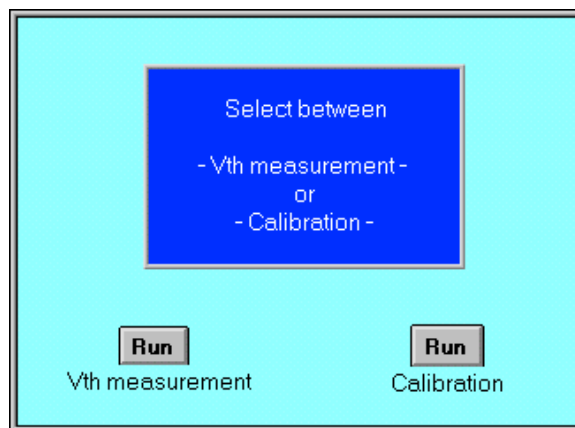 Select between
- Vth measurement -
or
- Calibration -
Run
Vth measurement
Run
Calibration